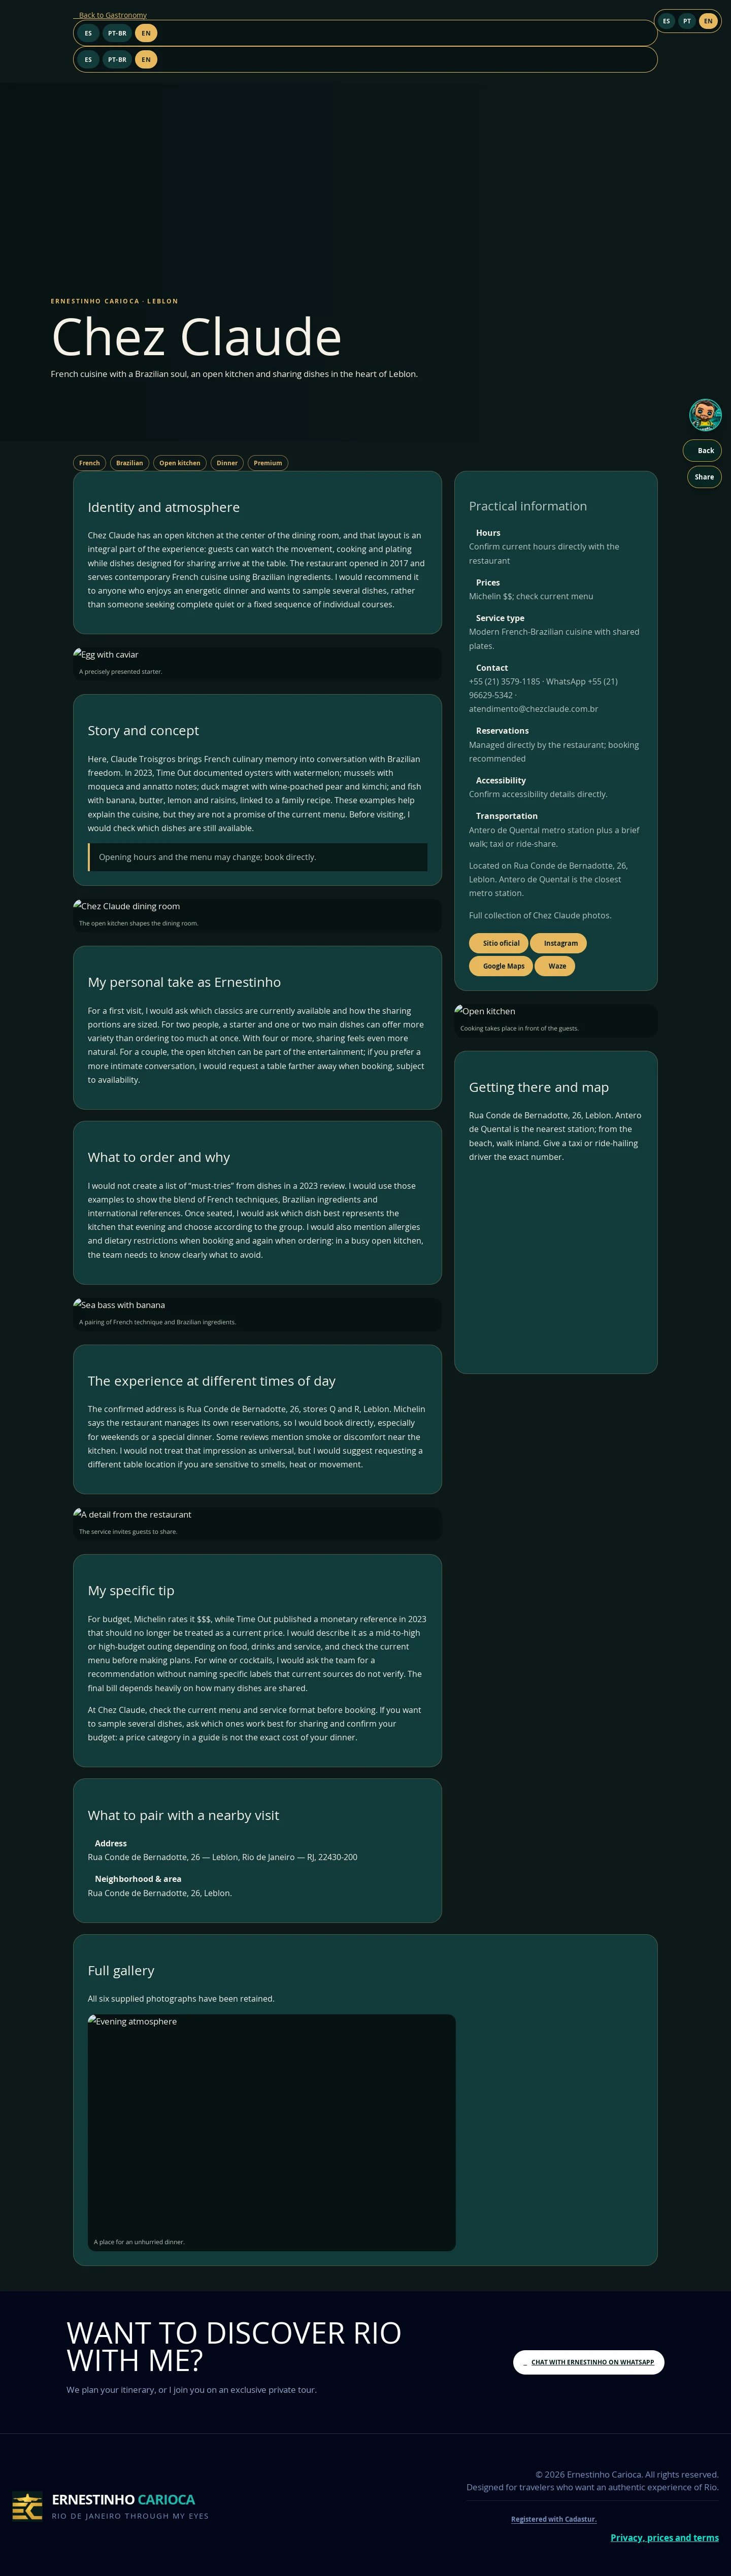 Back to Gastronomy
ES PT-BR EN
ES PT EN
ES PT-BR EN
ERNESTINHO CARIOCA · LEBLON
Chez Claude
French cuisine with a Brazilian soul, an open kitchen and sharing dishes in the heart of Leblon.
Back
Share
French Brazilian Open kitchen Dinner Premium
Identity and atmosphere
Chez Claude has an open kitchen at the center of the dining room, and that layout is an
integral part of the experience: guests can watch the movement, cooking and plating
while dishes designed for sharing arrive at the table. The restaurant opened in 2017 and
serves contemporary French cuisine using Brazilian ingredients. I would recommend it
to anyone who enjoys an energetic dinner and wants to sample several dishes, rather
than someone seeking complete quiet or a fixed sequence of individual courses.
Egg with caviar
A precisely presented starter.
Story and concept
Here, Claude Troisgros brings French culinary memory into conversation with Brazilian
freedom. In 2023, Time Out documented oysters with watermelon; mussels with
moqueca and annatto notes; duck magret with wine-poached pear and kimchi; and fish
with banana, butter, lemon and raisins, linked to a family recipe. These examples help
explain the cuisine, but they are not a promise of the current menu. Before visiting, I
would check which dishes are still available.
Opening hours and the menu may change; book directly.
Chez Claude dining room
The open kitchen shapes the dining room.
My personal take as Ernestinho
For a first visit, I would ask which classics are currently available and how the sharing
portions are sized. For two people, a starter and one or two main dishes can offer more
variety than ordering too much at once. With four or more, sharing feels even more
natural. For a couple, the open kitchen can be part of the entertainment; if you prefer a
more intimate conversation, I would request a table farther away when booking, subject
to availability.
What to order and why
I would not create a list of “must-tries” from dishes in a 2023 review. I would use those
examples to show the blend of French techniques, Brazilian ingredients and
international references. Once seated, I would ask which dish best represents the
kitchen that evening and choose according to the group. I would also mention allergies
and dietary restrictions when booking and again when ordering: in a busy open kitchen,
the team needs to know clearly what to avoid.
Sea bass with banana
A pairing of French technique and Brazilian ingredients.
The experience at different times of day
The confirmed address is Rua Conde de Bernadotte, 26, stores Q and R, Leblon. Michelin
says the restaurant manages its own reservations, so I would book directly, especially
for weekends or a special dinner. Some reviews mention smoke or discomfort near the
kitchen. I would not treat that impression as universal, but I would suggest requesting a
different table location if you are sensitive to smells, heat or movement.
A detail from the restaurant
The service invites guests to share.
My specific tip
For budget, Michelin rates it $$$, while Time Out published a monetary reference in 2023
that should no longer be treated as a current price. I would describe it as a mid-to-high
or high-budget outing depending on food, drinks and service, and check the current
menu before making plans. For wine or cocktails, I would ask the team for a
recommendation without naming specific labels that current sources do not verify. The
final bill depends heavily on how many dishes are shared.
At Chez Claude, check the current menu and service format before booking. If you want
to sample several dishes, ask which ones work best for sharing and confirm your
budget: a price category in a guide is not the exact cost of your dinner.
What to pair with a nearby visit
Address
Rua Conde de Bernadotte, 26 — Leblon, Rio de Janeiro — RJ, 22430-200
Neighborhood & area
Rua Conde de Bernadotte, 26, Leblon.
Practical information
Hours
Confirm current hours directly with the
restaurant
Prices
Michelin $$; check current menu
Service type
Modern French-Brazilian cuisine with shared
plates.
Contact
+55 (21) 3579-1185 · WhatsApp +55 (21)
96629-5342 ·
atendimento@chezclaude.com.br
Reservations
Managed directly by the restaurant; booking
recommended
Accessibility
Confirm accessibility details directly.
Transportation
Antero de Quental metro station plus a brief
walk; taxi or ride-share.
Located on Rua Conde de Bernadotte, 26,
Leblon. Antero de Quental is the closest
metro station.
Full collection of Chez Claude photos.
Sitio oficial Instagram
Google Maps Waze
Open kitchen
Cooking takes place in front of the guests.
Getting there and map
Rua Conde de Bernadotte, 26, Leblon. Antero
de Quental is the nearest station; from the
beach, walk inland. Give a taxi or ride-hailing
driver the exact number.
Full gallery
All six supplied photographs have been retained.
Evening atmosphere
A place for an unhurried dinner.
WANT TO DISCOVER RIO
WITH ME?
We plan your itinerary, or I join you on an exclusive private tour.
CHAT WITH ERNESTINHO ON WHATSAPP
ERNESTINHO CARIOCA
RIO DE JANEIRO THROUGH MY EYES
© 2026 Ernestinho Carioca. All rights reserved.
Designed for travelers who want an authentic experience of Rio.
Registered with Cadastur.
Privacy, prices and terms